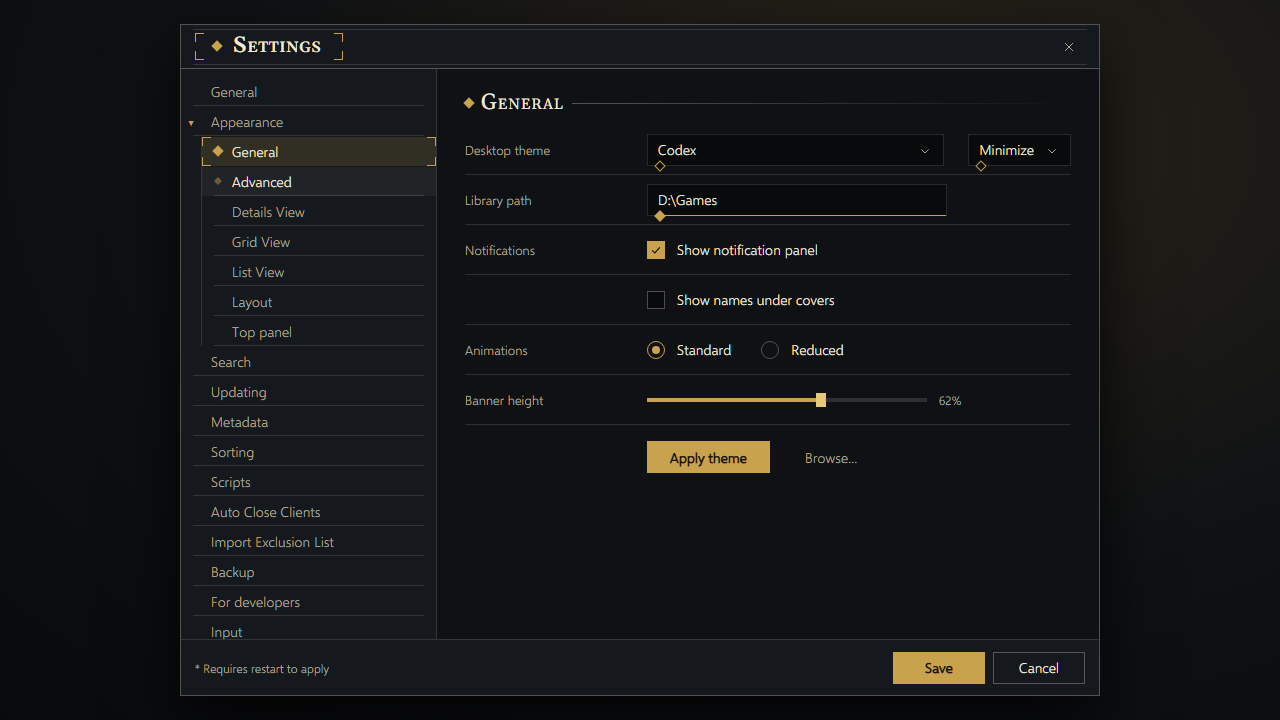 Settings
General
Appearance
General
Advanced
Details View
Grid View
List View
Layout
Top panel
Search
Updating
Metadata
Sorting
Scripts
Auto Close Clients
Import Exclusion List
Backup
For developers
Input
General
Desktop theme Codex Minimize
Library path D:\Games
Notifications Show notification panel
Show names under covers
Animations Standard Reduced
Banner height 62%
Apply theme Browse...
* Requires restart to apply Save Cancel